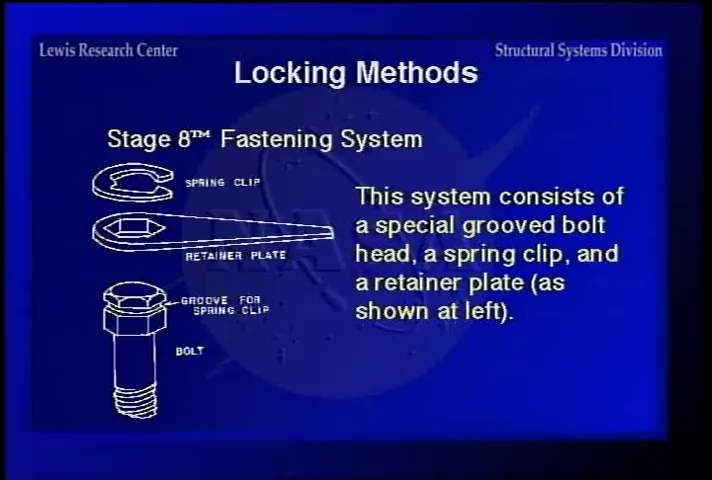 Lewis Research Center
Structural Systems Division
Locking Methods
Stage 8™ Fastening System
SPRING CLIP
RETAINER PLATE
GROOVE FOR
SPRING CLIP
BOLT
This system consists of
a special grooved bolt
head, a spring clip, and
a retainer plate (as
shown at left).
NASA